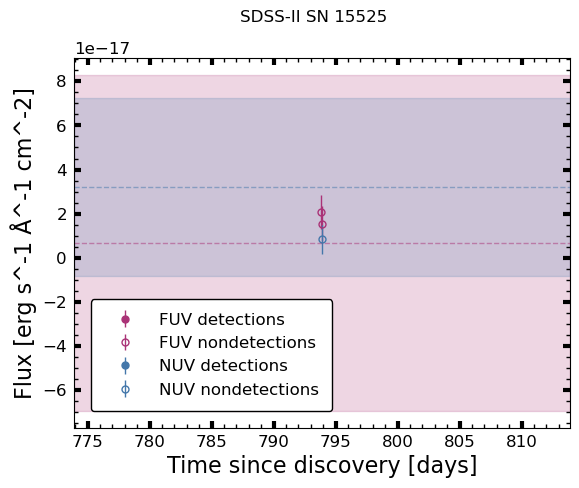 SDSS-II SN 15525
1e−17
8
6
4
2
0
−2
−4
−6
Flux [erg s^-1 Å^-1 cm^-2]
FUV detections
FUV nondetections
NUV detections
NUV nondetections
775 780 785 790 795 800 805 810
Time since discovery [days]